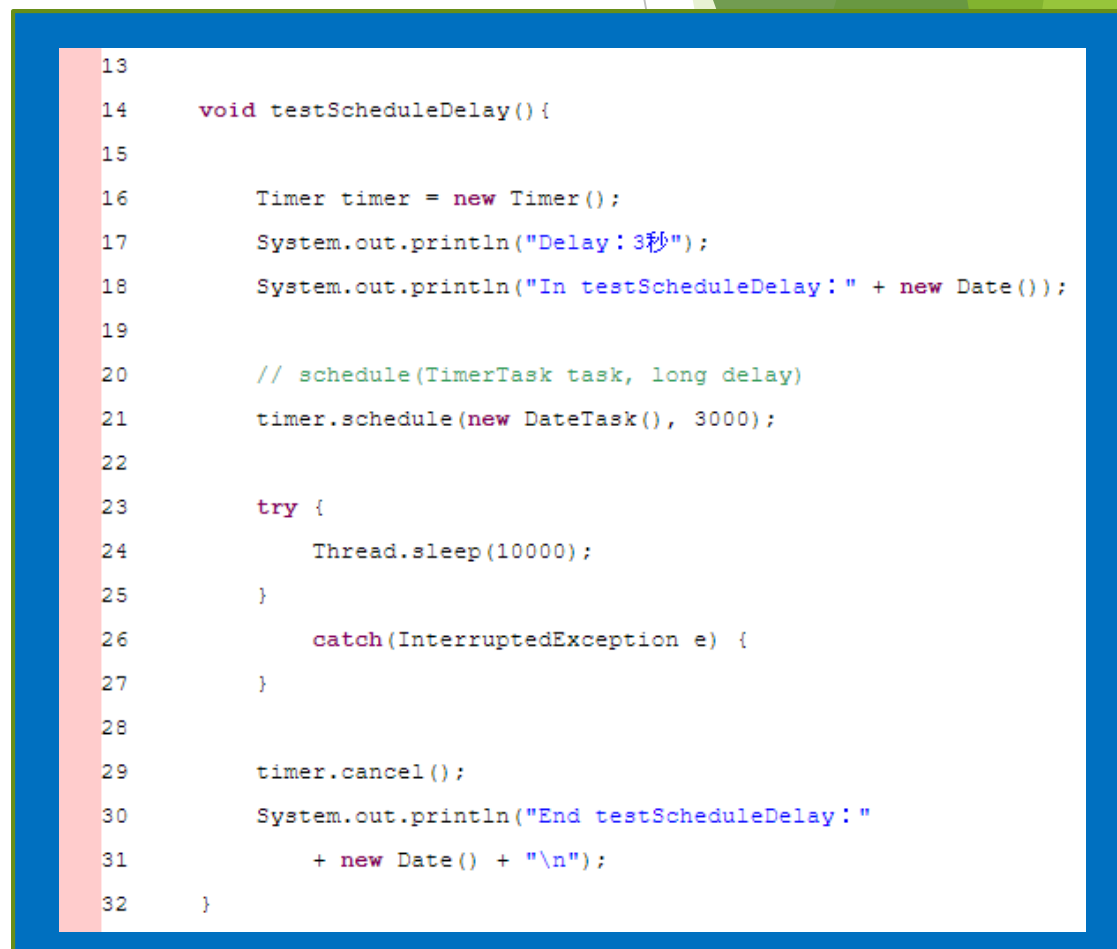 13
14 void testScheduleDelay(){
15
16 Timer timer = new Timer();
17 System.out.println("Delay：3秒");
18 System.out.println("In testScheduleDelay：" + new Date());
19
20 // schedule(TimerTask task, long delay)
21 timer.schedule(new DateTask(), 3000);
22
23 try {
24 Thread.sleep(10000);
25 }
26 catch(InterruptedException e) {
27 }
28
29 timer.cancel();
30 System.out.println("End testScheduleDelay："
31 + new Date() + "\n");
32 }